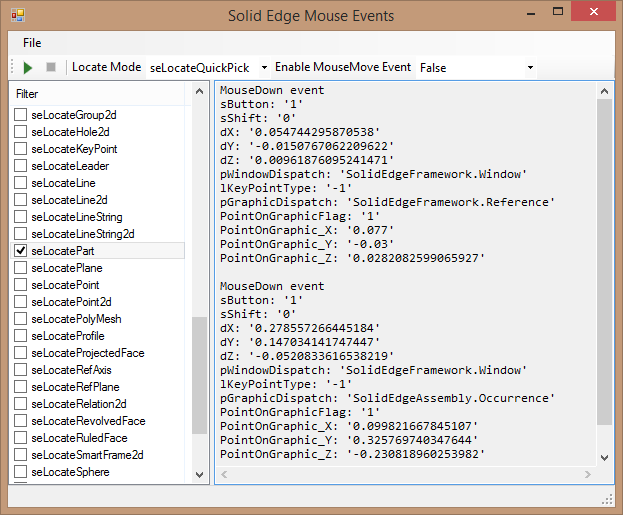 Solid Edge Mouse Events
File
Locate Mode seLocateQuickPick Enable MouseMove Event False
Filter
seLocateGroup2d
seLocateHole2d
seLocateKeyPoint
seLocateLeader
seLocateLine
seLocateLine2d
seLocateLineString
seLocateLineString2d
seLocatePart
seLocatePlane
seLocatePoint
seLocatePoint2d
seLocatePolyMesh
seLocateProfile
seLocateProjectedFace
seLocateRefAxis
seLocateRefPlane
seLocateRelation2d
seLocateRevolvedFace
seLocateRuledFace
seLocateSmartFrame2d
seLocateSphere
MouseDown event
sButton: '1'
sShift: '0'
dX: '0.054744295870538'
dY: '-0.0150767062209622'
dZ: '0.00961876095241471'
pWindowDispatch: 'SolidEdgeFramework.Window'
lKeyPointType: '-1'
pGraphicDispatch: 'SolidEdgeFramework.Reference'
PointOnGraphicFlag: '1'
PointOnGraphic_X: '0.077'
PointOnGraphic_Y: '-0.03'
PointOnGraphic_Z: '0.0282082599065927'
MouseDown event
sButton: '1'
sShift: '0'
dX: '0.278557266445184'
dY: '0.147034141747447'
dZ: '-0.0520833616538219'
pWindowDispatch: 'SolidEdgeFramework.Window'
lKeyPointType: '-1'
pGraphicDispatch: 'SolidEdgeAssembly.Occurrence'
PointOnGraphicFlag: '1'
PointOnGraphic_X: '0.099821667845107'
PointOnGraphic_Y: '0.325769740347644'
PointOnGraphic_Z: '-0.230818960253982'